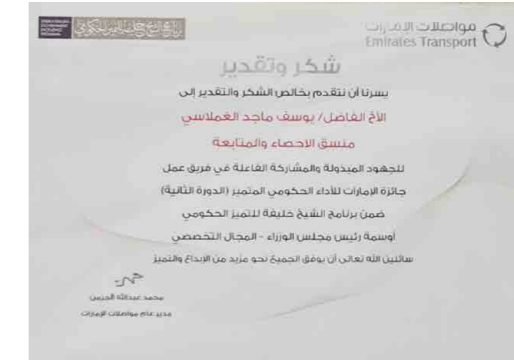 مواصلات الإمارات
Emirates Transport
شكر وتقدير
يسرنا أن نتقدم بخالص الشكر والتقدير إلى
الأخ الفاضل/ يوسف ماجد الغملاسي
منسق الاحصاء والمتابعة
للجهود المبذولة والمشاركة الفاعلة في فريق عمل
جائزة الإمارات للأداء الحكومي المتميز (الدورة الثانية)
ضمن برنامج الشيخ خليفة للتميز الحكومي
أوسمة رئيس مجلس الوزراء - المجال التخصصي
سائلين الله تعالى أن يوفق الجميع نحو مزيد من الإبداع والتميز
محمد عبدالله الجرمن
مدير عام مواصلات الإمارات